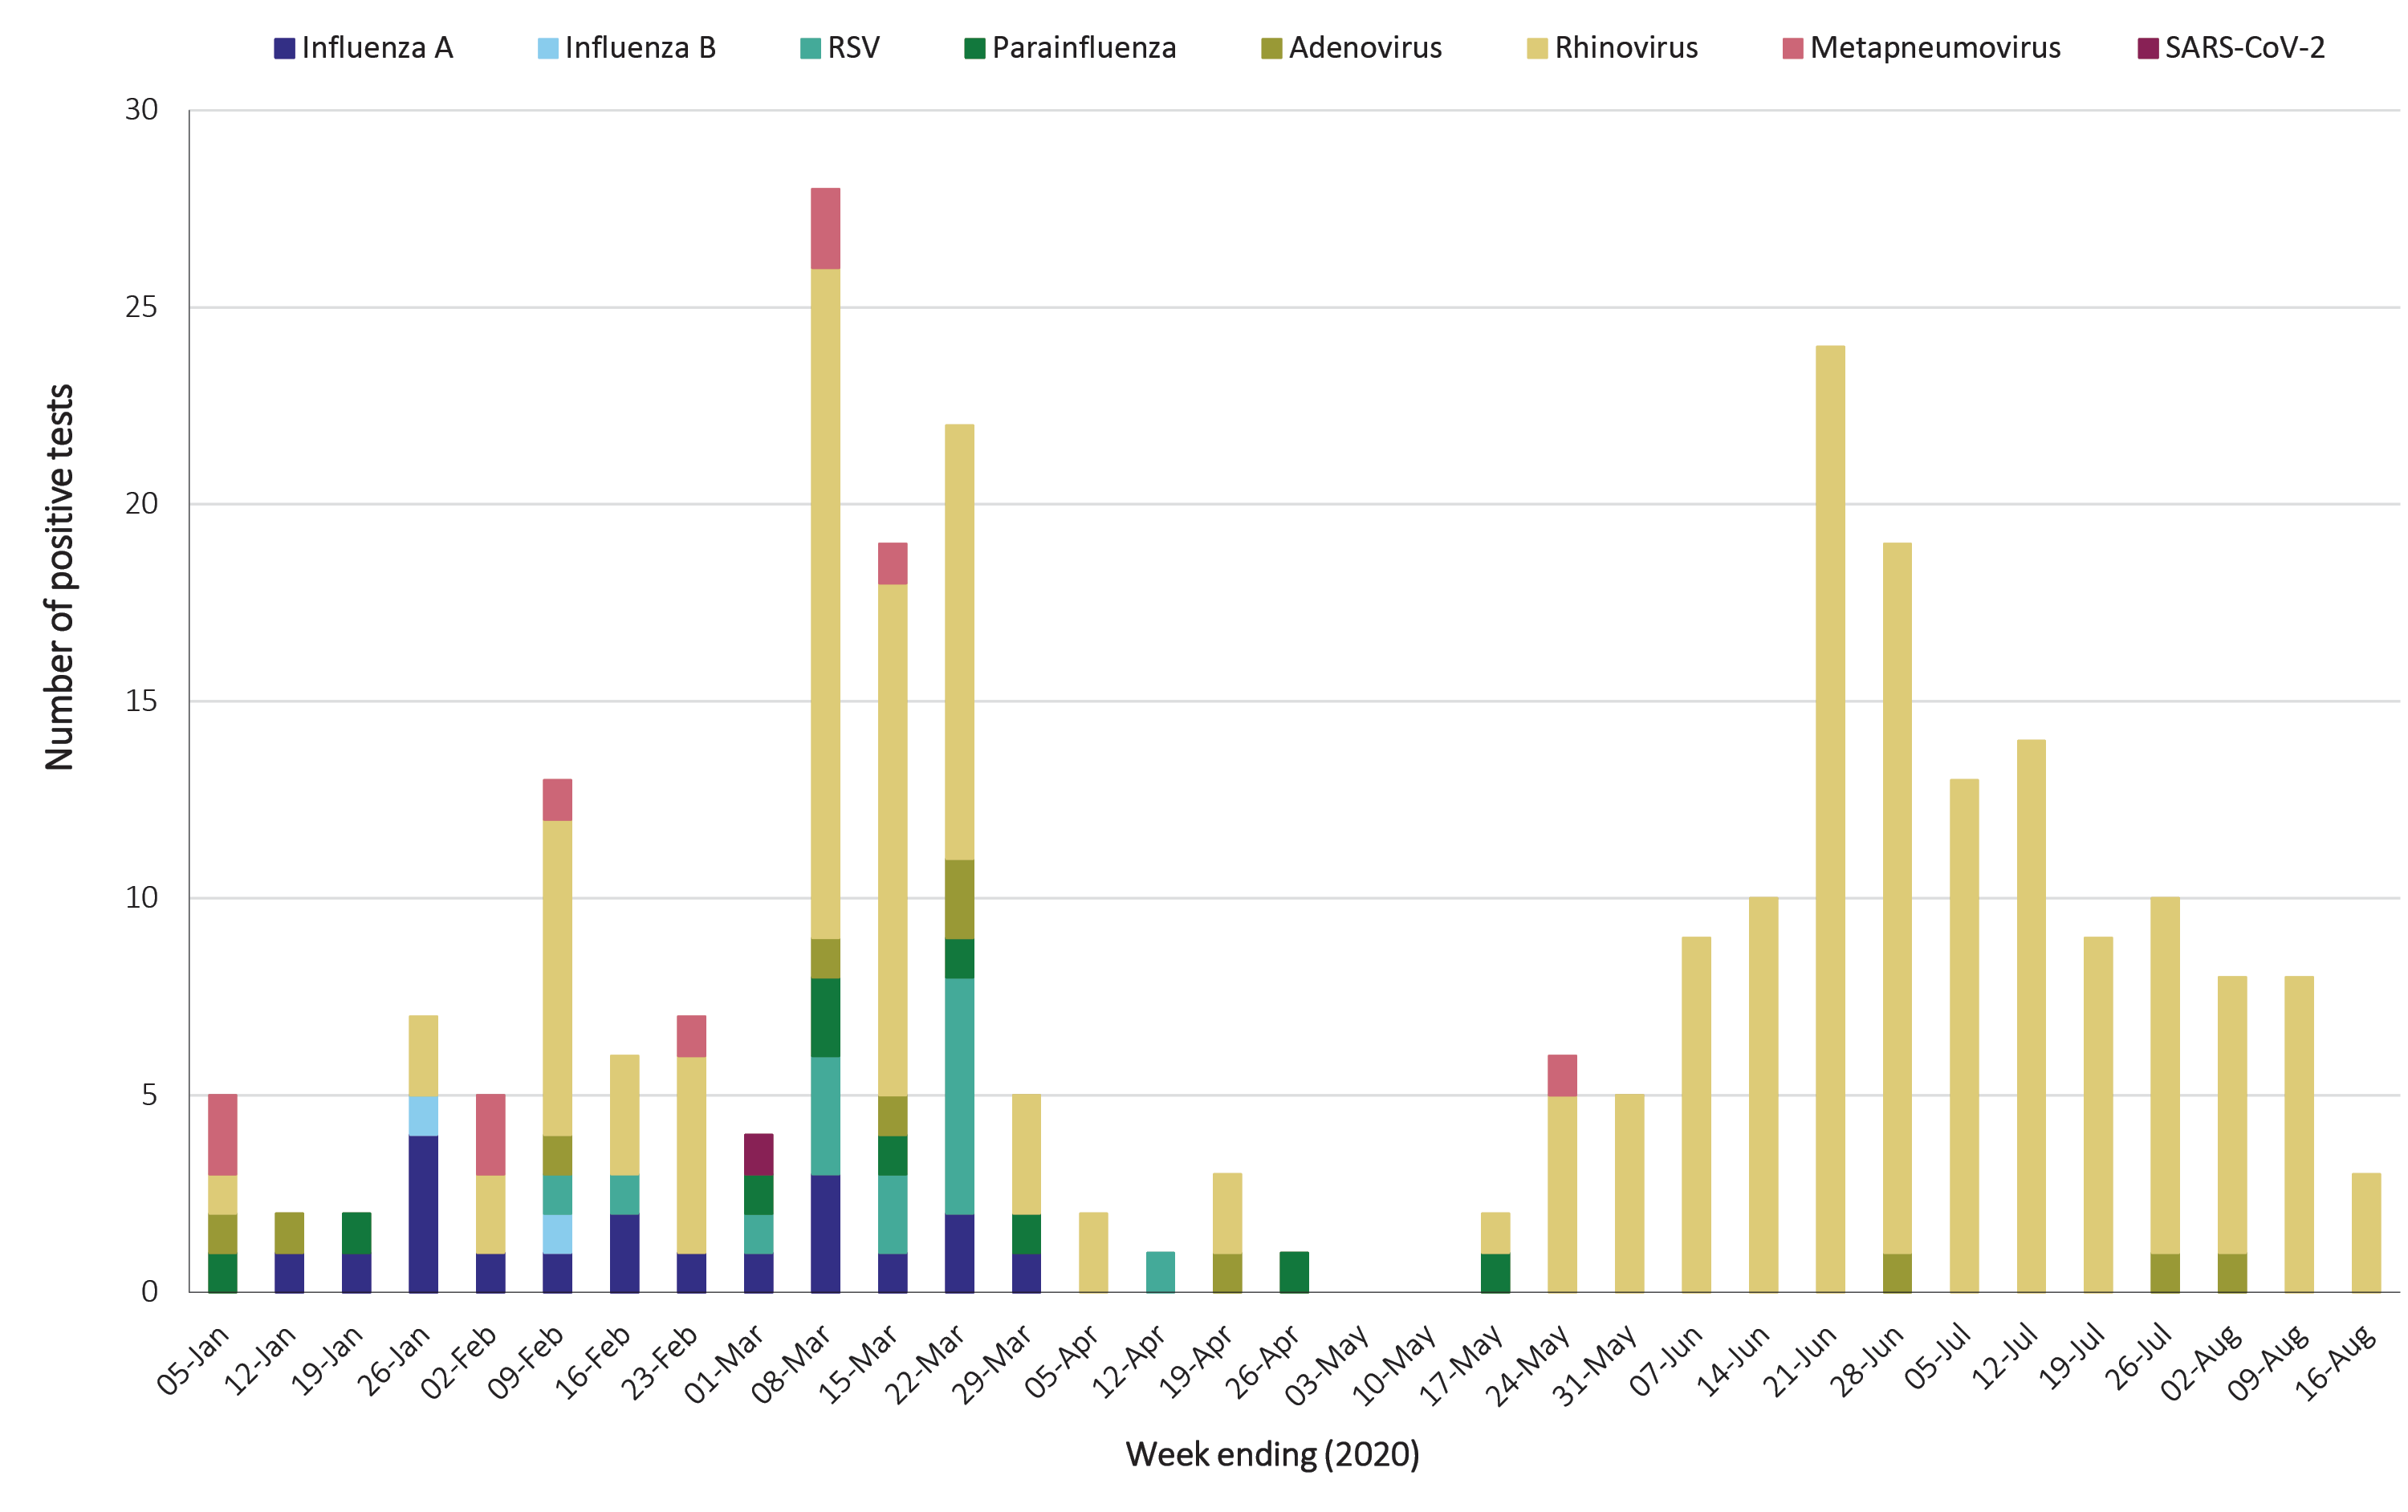 Influenza A Influenza B RSV Parainfluenza Adenovirus Rhinovirus Metapneumovirus SARS-CoV-2
30
25
20
15
10
5
0
Number of positive tests
05-Jan 12-Jan 19-Jan 26-Jan 02-Feb 09-Feb 16-Feb 23-Feb 01-Mar 08-Mar 15-Mar 22-Mar 29-Mar 05-Apr 12-Apr 19-Apr 26-Apr 03-May 10-May 17-May 24-May 31-May 07-Jun 14-Jun 21-Jun 28-Jun 05-Jul 12-Jul 19-Jul 26-Jul 02-Aug 09-Aug 16-Aug
Week ending (2020)